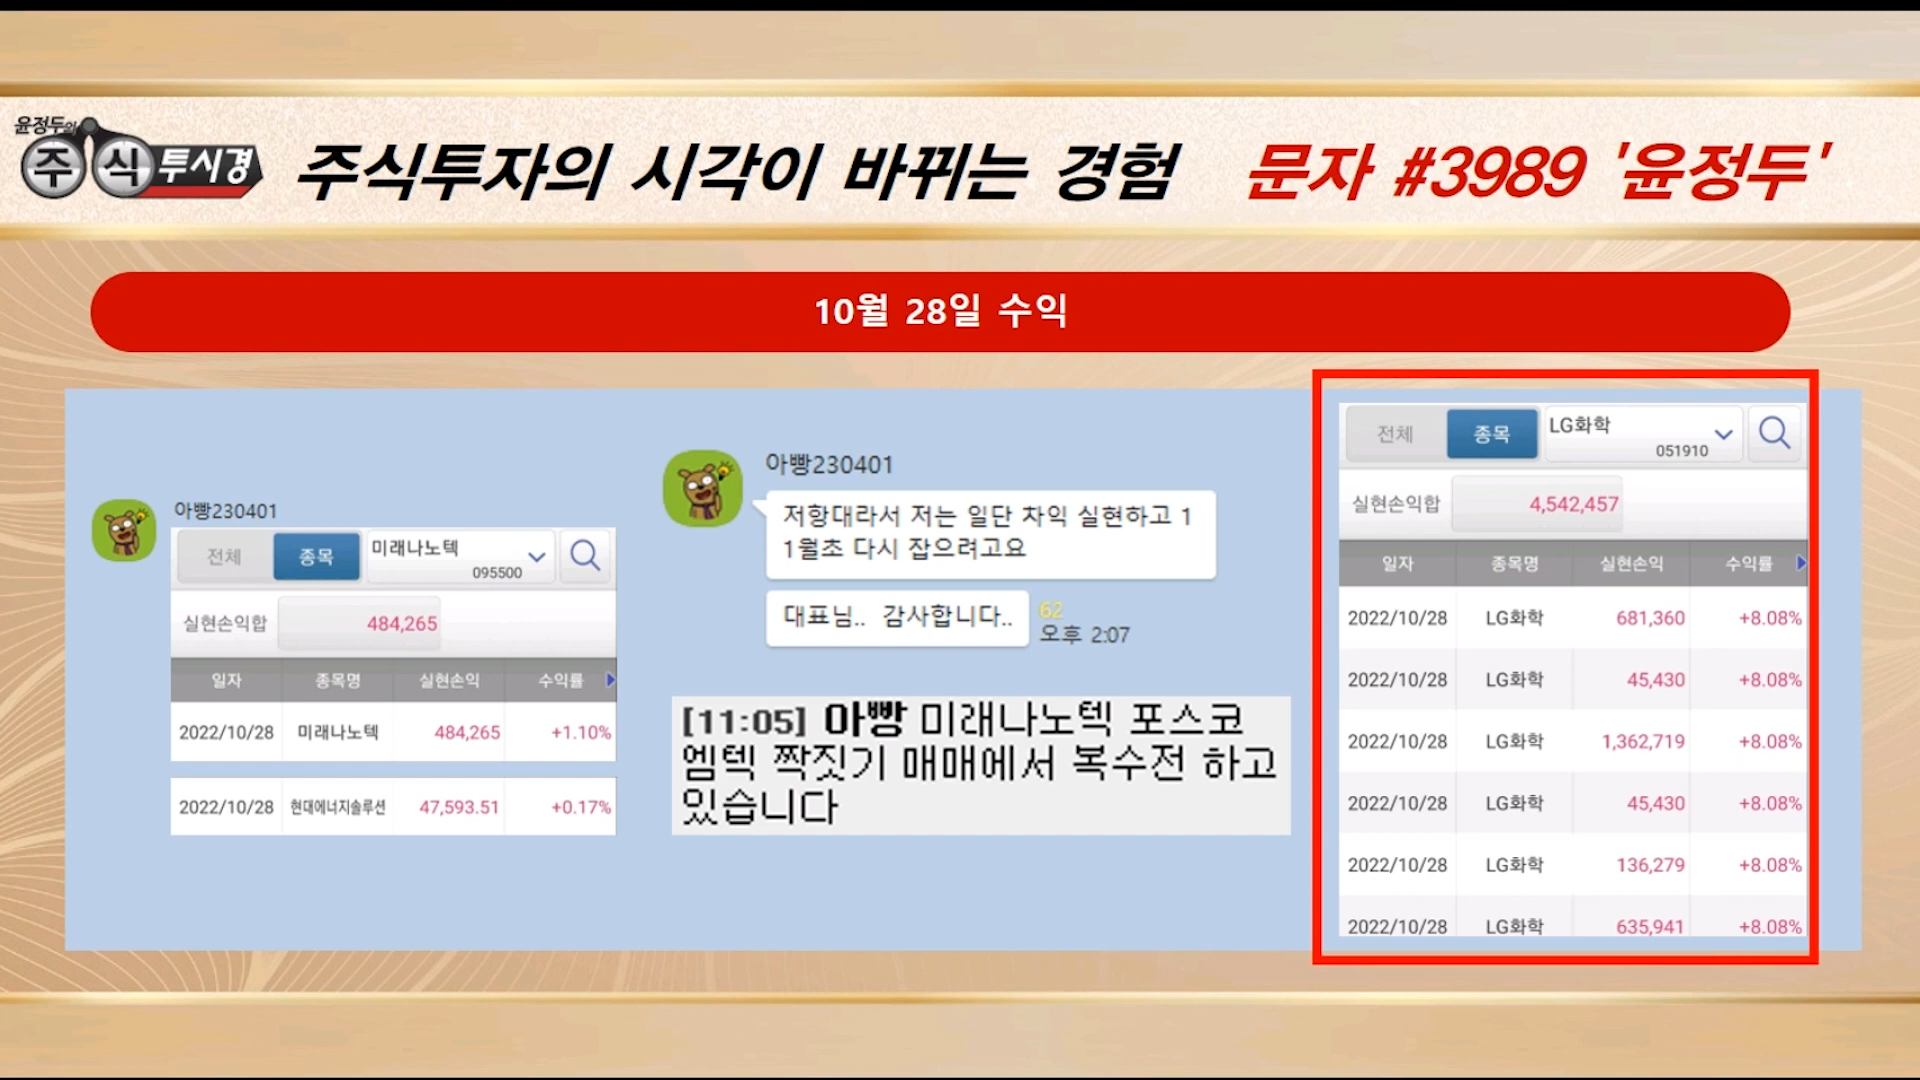 윤정두의
주식투시경
주식투자의 시각이 바뀌는 경험 문자 #3989 '윤정두'
10월 28일 수익
아빵230401
전체 종목 미래나노텍 095500
실현손익합 484,265
일자 종목명 실현손익 수익률
2022/10/28 미래나노텍 484,265 +1.10%
2022/10/28 현대에너지솔루션 47,593.51 +0.17%
아빵230401
저항대라서 저는 일단 차익 실현하고 1
1월초 다시 잡으려고요
대표님.. 감사합니다..
62
오후 2:07
[11:05] 아빵 미래나노텍 포스코
엠텍 짝짓기 매매에서 복수전 하고
있습니다
전체 종목 LG화학 051910
실현손익합 4,542,457
일자 종목명 실현손익 수익률
2022/10/28 LG화학 681,360 +8.08%
2022/10/28 LG화학 45,430 +8.08%
2022/10/28 LG화학 1,362,719 +8.08%
2022/10/28 LG화학 45,430 +8.08%
2022/10/28 LG화학 136,279 +8.08%
2022/10/28 LG화학 635,941 +8.08%